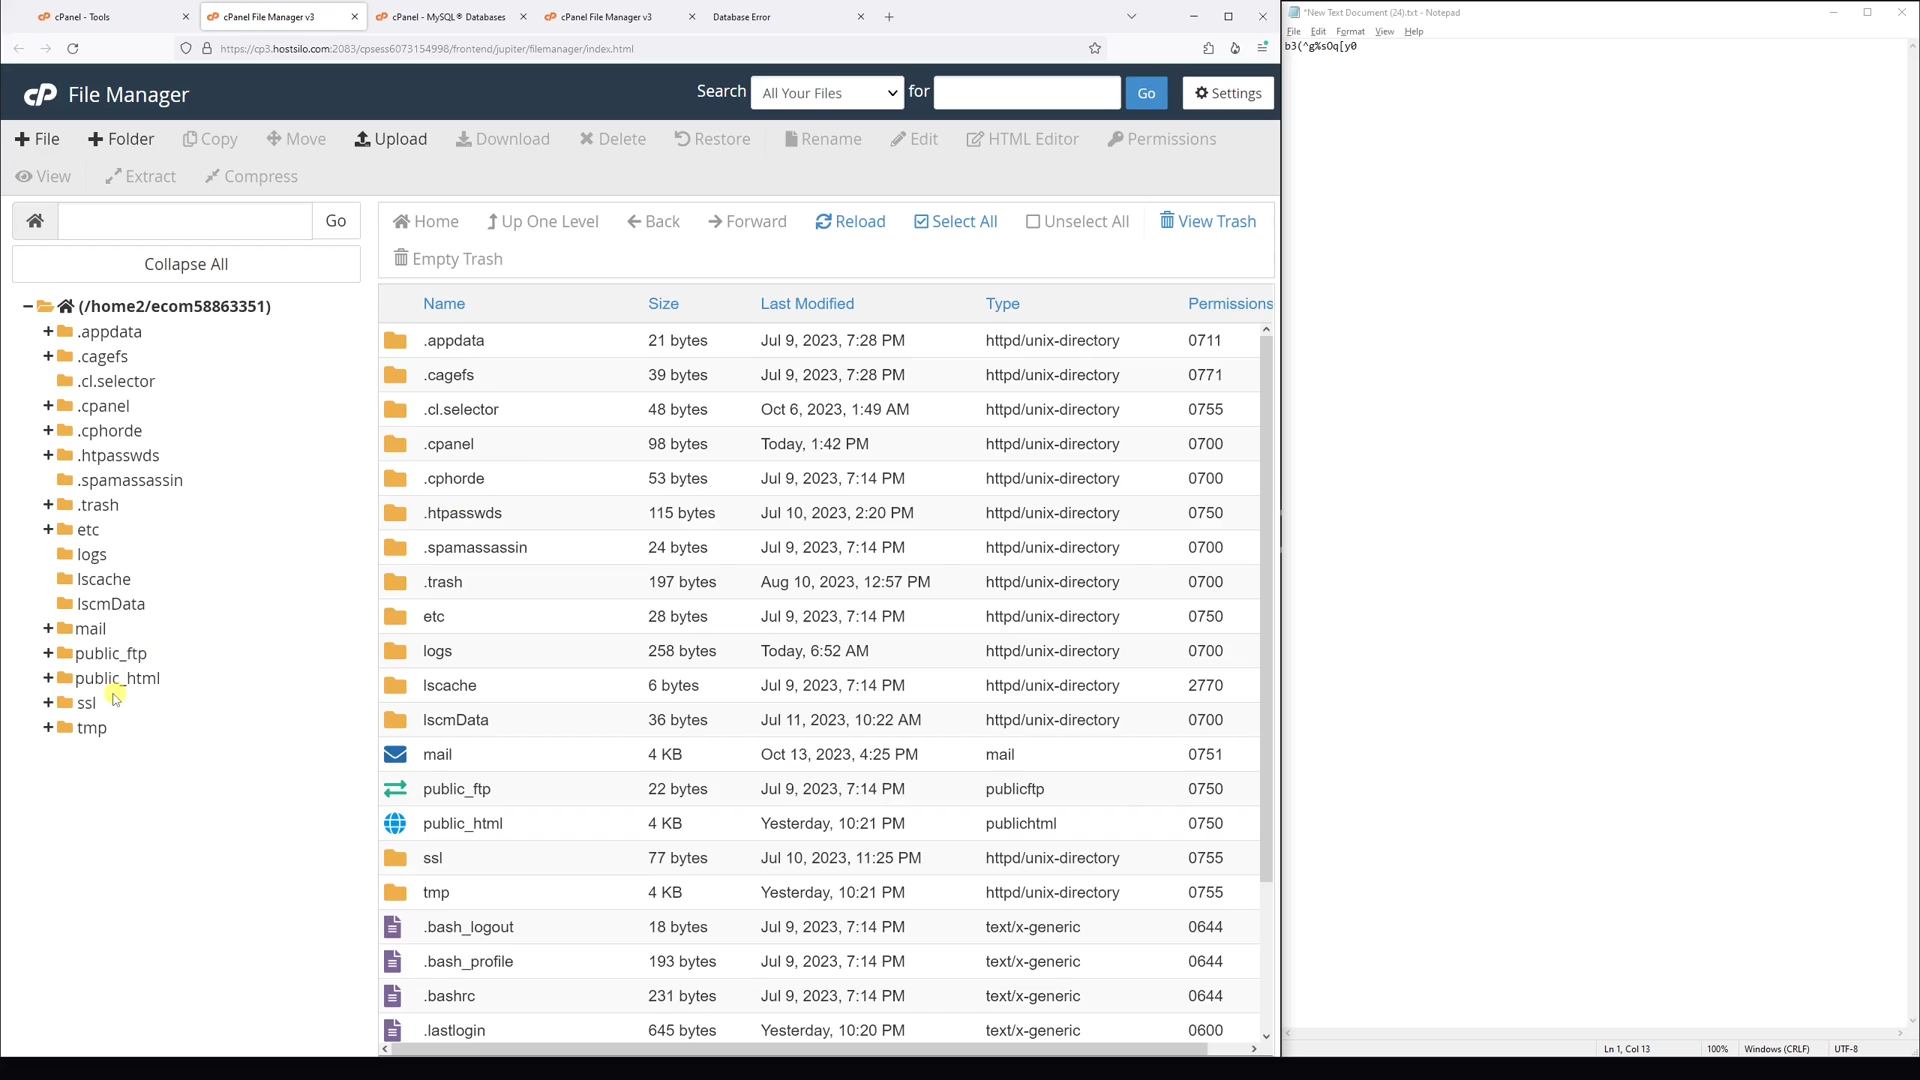 cPanel - Tools
cPanel File Manager v3
cPanel - MySQL® Databases
cPanel File Manager v3
Database Error
https://cp3.hostsilo.com:2083/cpsess6073154998/frontend/jupiter/filemanager/index.html
cP File Manager
Search All Your Files for Go Settings
File Folder Copy Move Upload Download Delete Restore Rename Edit HTML Editor Permissions
View Extract Compress
Go
Collapse All
(/home2/ecom58863351)
.appdata
.cagefs
.cl.selector
.cpanel
.cphorde
.htpasswds
.spamassassin
.trash
etc
logs
lscache
lscmData
mail
public_ftp
public_html
ssl
tmp
Home Up One Level Back Forward Reload Select All Unselect All View Trash
Empty Trash
Name Size Last Modified Type Permissions
.appdata 21 bytes Jul 9, 2023, 7:28 PM httpd/unix-directory 0711
.cagefs 39 bytes Jul 9, 2023, 7:28 PM httpd/unix-directory 0771
.cl.selector 48 bytes Oct 6, 2023, 1:49 AM httpd/unix-directory 0755
.cpanel 98 bytes Today, 1:42 PM httpd/unix-directory 0700
.cphorde 53 bytes Jul 9, 2023, 7:14 PM httpd/unix-directory 0700
.htpasswds 115 bytes Jul 10, 2023, 2:20 PM httpd/unix-directory 0750
.spamassassin 24 bytes Jul 9, 2023, 7:14 PM httpd/unix-directory 0700
.trash 197 bytes Aug 10, 2023, 12:57 PM httpd/unix-directory 0700
etc 28 bytes Jul 9, 2023, 7:14 PM httpd/unix-directory 0750
logs 258 bytes Today, 6:52 AM httpd/unix-directory 0700
lscache 6 bytes Jul 9, 2023, 7:14 PM httpd/unix-directory 2770
lscmData 36 bytes Jul 11, 2023, 10:22 AM httpd/unix-directory 0700
mail 4 KB Oct 13, 2023, 4:25 PM mail 0751
public_ftp 22 bytes Jul 9, 2023, 7:14 PM publicftp 0750
public_html 4 KB Yesterday, 10:21 PM publichtml 0750
ssl 77 bytes Jul 10, 2023, 11:25 PM httpd/unix-directory 0755
tmp 4 KB Yesterday, 10:21 PM httpd/unix-directory 0755
.bash_logout 18 bytes Jul 9, 2023, 7:14 PM text/x-generic 0644
.bash_profile 193 bytes Jul 9, 2023, 7:14 PM text/x-generic 0644
.bashrc 231 bytes Jul 9, 2023, 7:14 PM text/x-generic 0644
.lastlogin 645 bytes Yesterday, 10:20 PM text/x-generic 0600
*New Text Document (24).txt - Notepad
File Edit Format View Help
b3(^g%sOq[y0
Ln 1, Col 13 100% Windows (CRLF) UTF-8